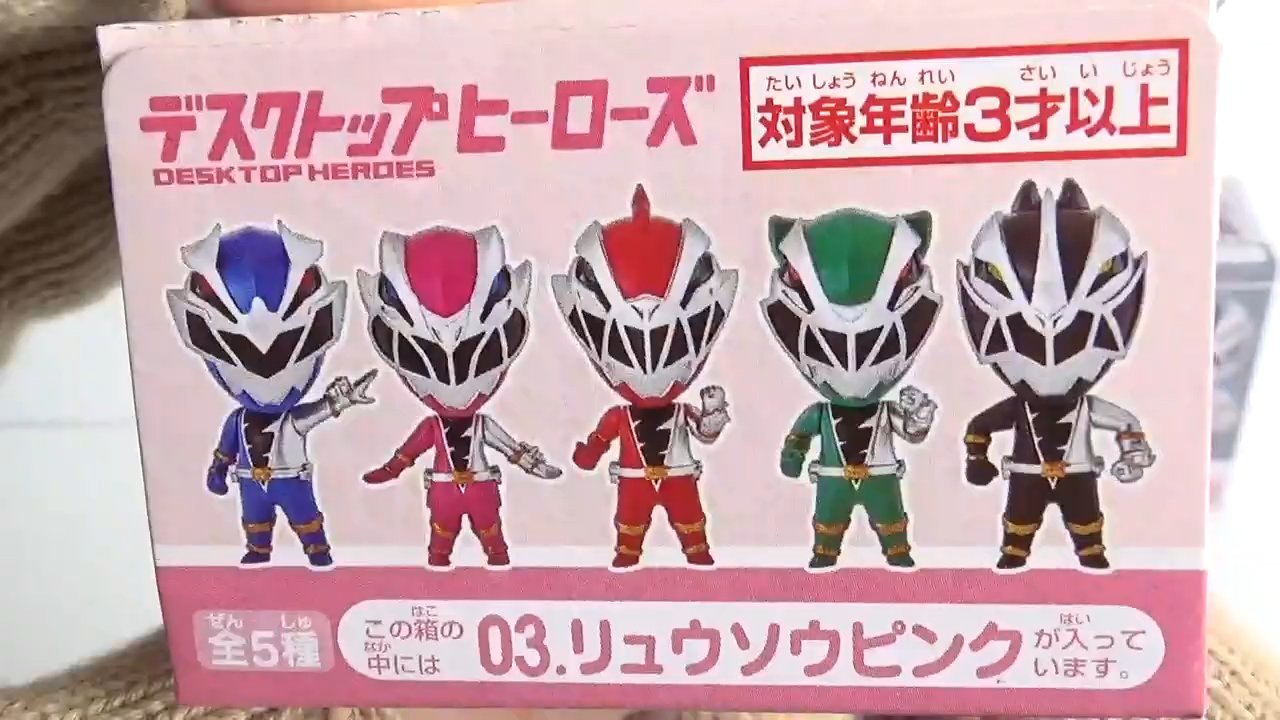 デスクトップヒーローズ
DESKTOP HEROES
たいしょうねんれい さいいじょう
対象年齢3才以上
ぜんしゅ
全5種
はこ
この箱の
なか
中には
03.リュウソウピンク
はい
が入って
います。